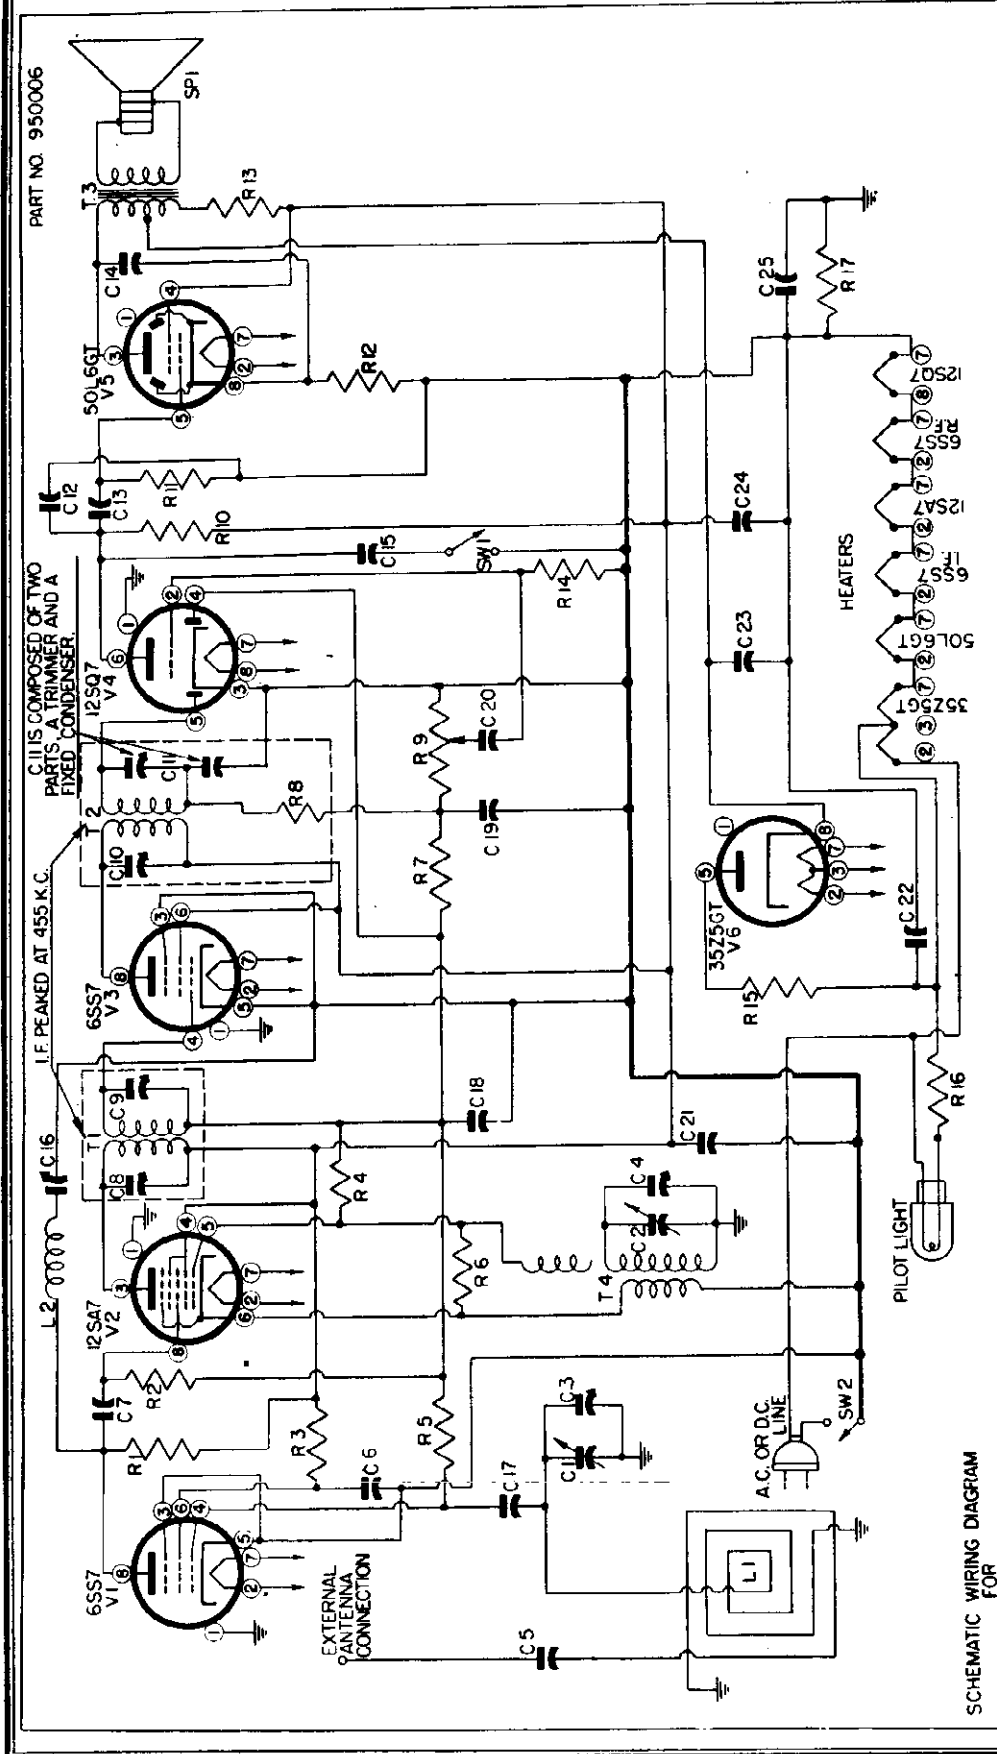 PART NO. 950006
C 11 IS COMPOSED OF TWO
PARTS, A TRIMMER AND A
FIXED CONDENSER.
I.F. PEAKED AT 455 K.C.
6SS7
V1
12SA7
V2
6SS7
V3
12SQ7
V4
50L6GT
V5
35Z5GT
V6
L2
C16
T1
C8
C9
T2
C10
C11
C12
C13
C14
T3
SP1
C7
R1
R2
R3
R4
R5
R6
R7
R8
R9
R10
R11
R12
R13
R14
C15
SW1
C6
C17
C18
C19
C20
C1
C3
C2
C4
T4
C21
C23
C24
C25
R17
R15
C22
R16
EXTERNAL
ANTENNA
CONNECTION
C5
L1
A.C. OR D.C.
LINE
SW2
PILOT LIGHT
HEATERS
35Z5GT
50L6GT
6SS7
I.F.
12SA7
6SS7
R.F.
12SQ7
SCHEMATIC WIRING DIAGRAM
FOR